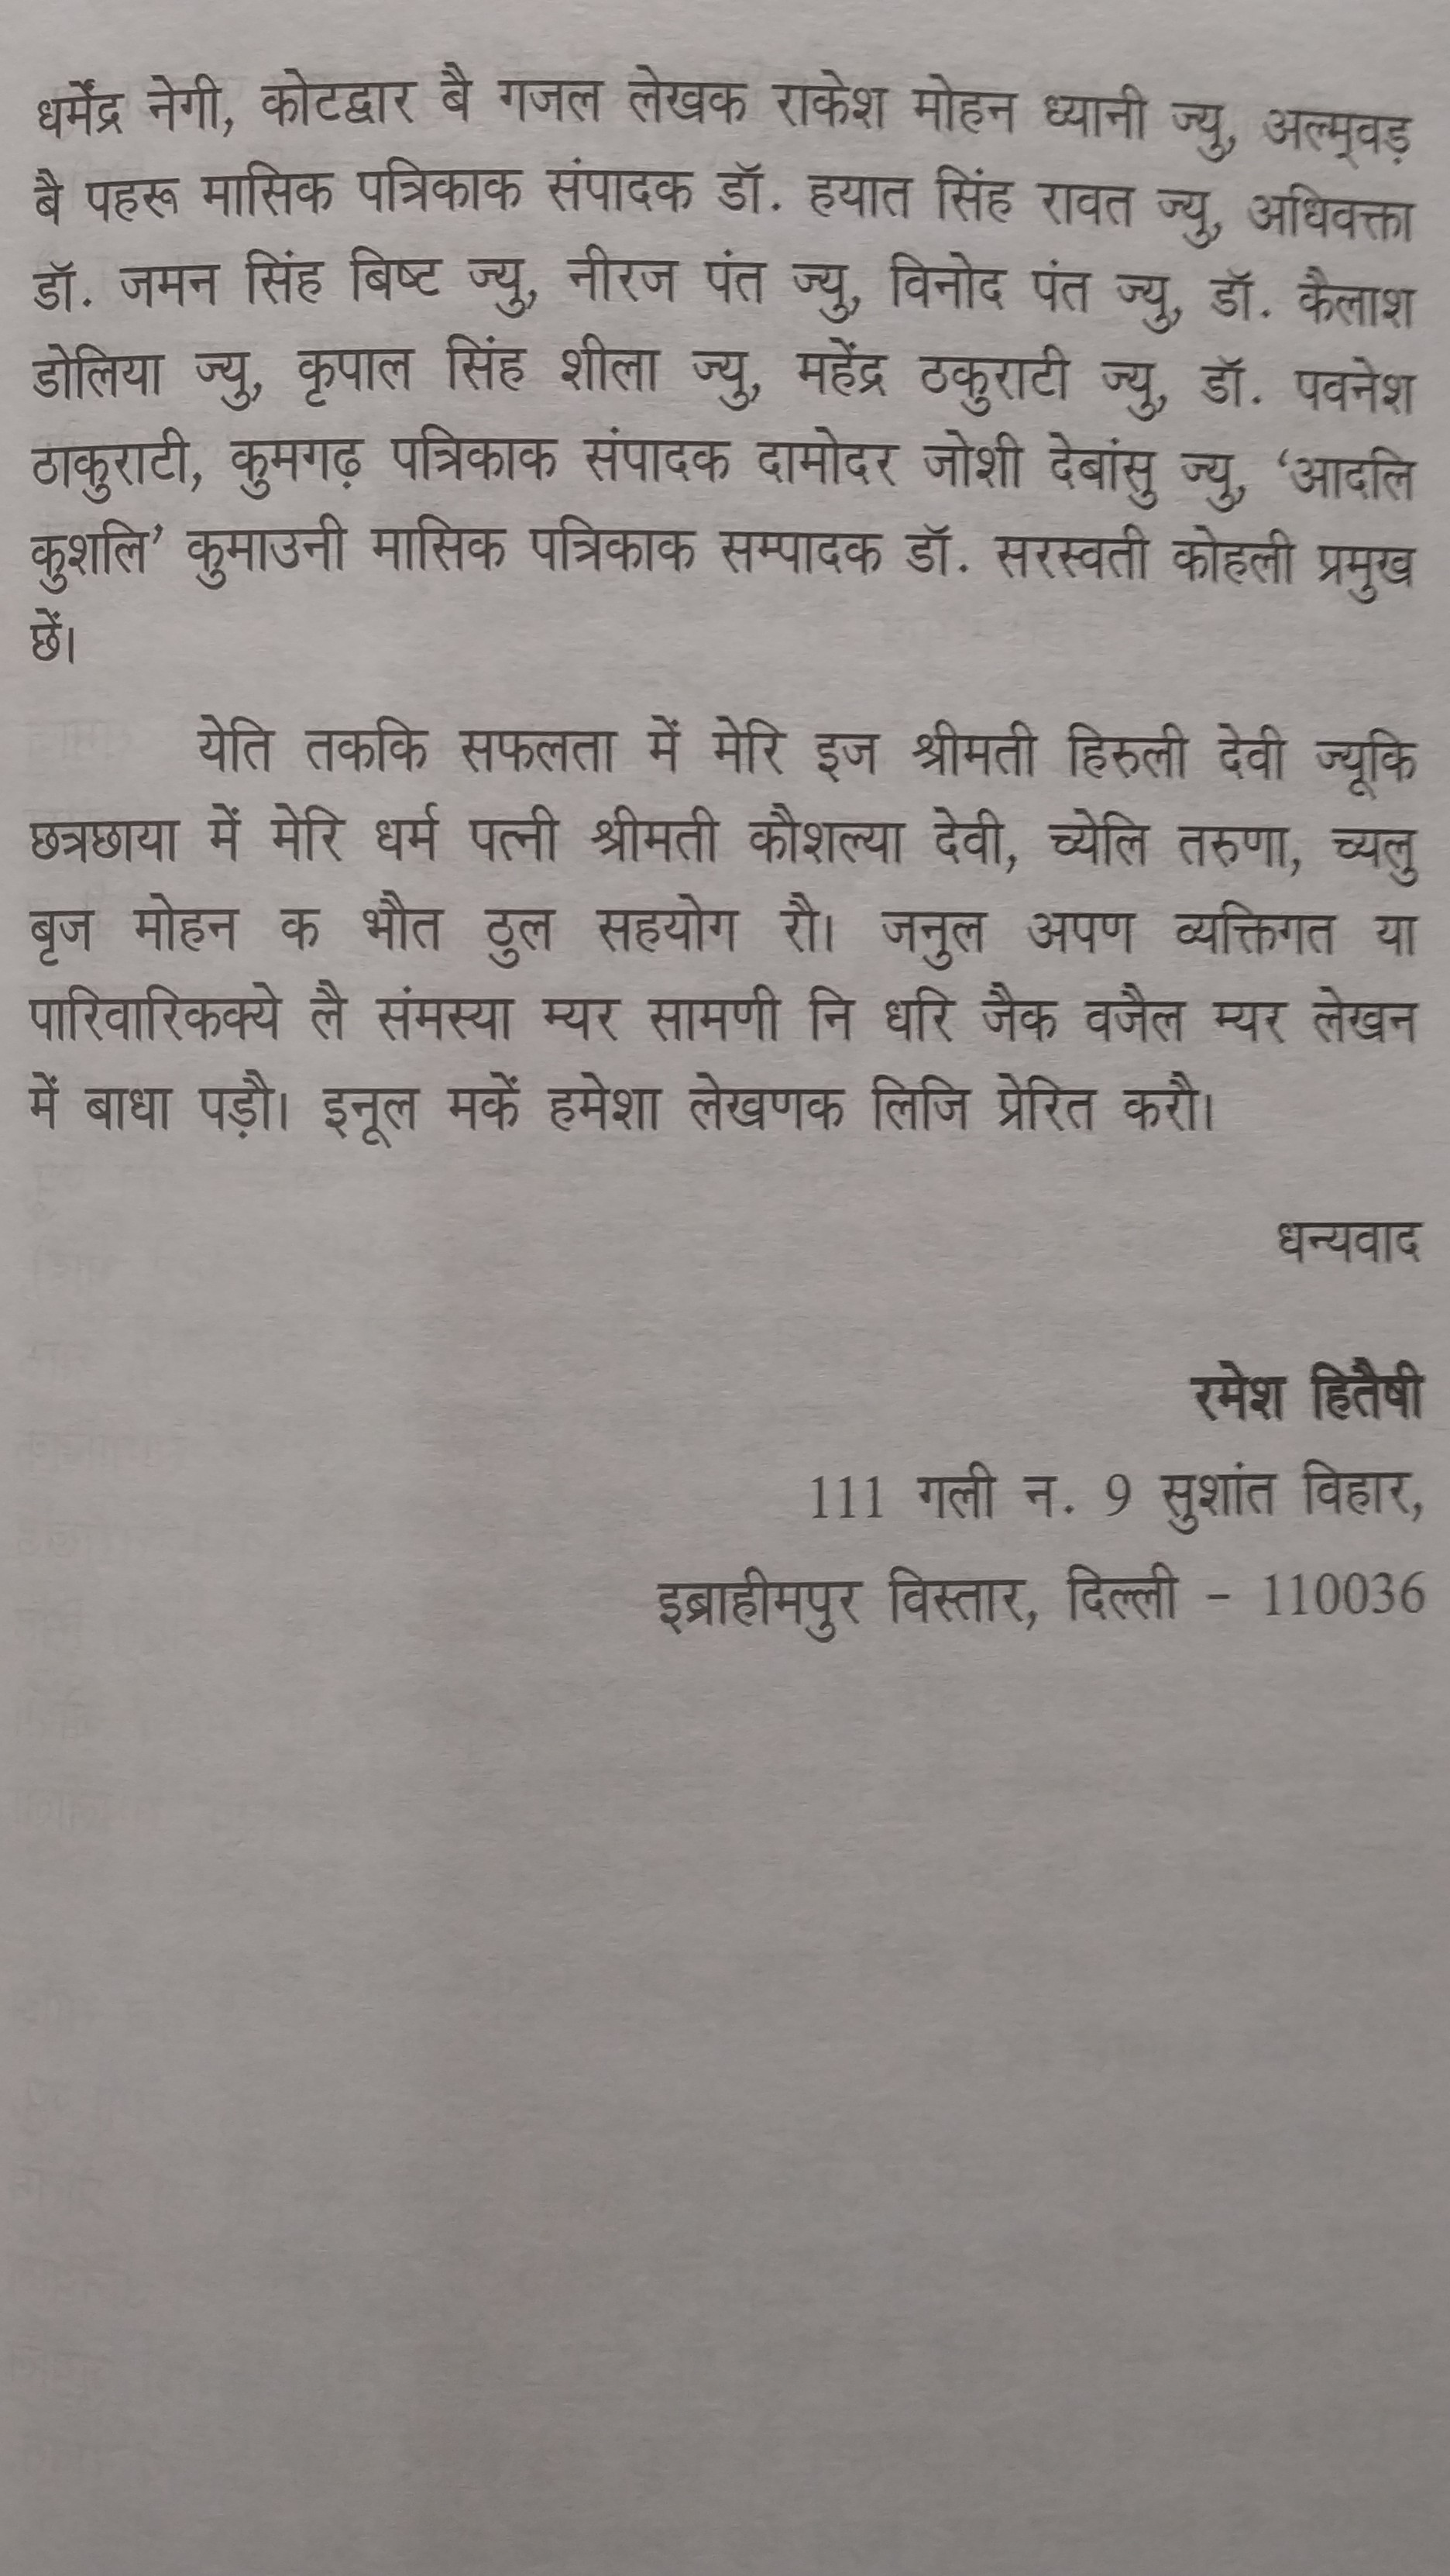 धर्मेंद्र नेगी, कोटद्वार बै गजल लेखक राकेश मोहन ध्यानी ज्यु, अल्म्वड़
बै पहरू मासिक पत्रिकाक संपादक डॉ. हयात सिंह रावत ज्यु, अधिवक्ता
डॉ. जमन सिंह बिष्ट ज्यु, नीरज पंत ज्यु, विनोद पंत ज्यु, डॉ. कैलाश
डोलिया ज्यु, कृपाल सिंह शीला ज्यु, महेंद्र ठकुराटी ज्यु, डॉ. पवनेश
ठाकुराटी, कुमगढ़ पत्रिकाक संपादक दामोदर जोशी देबांसु ज्यु, ‘आदलि
कुशलि’ कुमाउनी मासिक पत्रिकाक सम्पादक डॉ. सरस्वती कोहली प्रमुख
छें।
येति तककि सफलता में मेरि इज श्रीमती हिरुली देवी ज्यूकि
छत्रछाया में मेरि धर्म पत्नी श्रीमती कौशल्या देवी, च्येलि तरुणा, च्यलु
बृज मोहन क भौत ठुल सहयोग रौ। जनुल अपण व्यक्तिगत या
पारिवारिकक्ये लै संमस्या म्यर सामणी नि धरि जैक वजैल म्यर लेखन
में बाधा पड़ौ। इनूल मकें हमेशा लेखणक लिजि प्रेरित करौ।
धन्यवाद
रमेश हितैषी
111 गली न. 9 सुशांत विहार,
इब्राहीमपुर विस्तार, दिल्ली - 110036